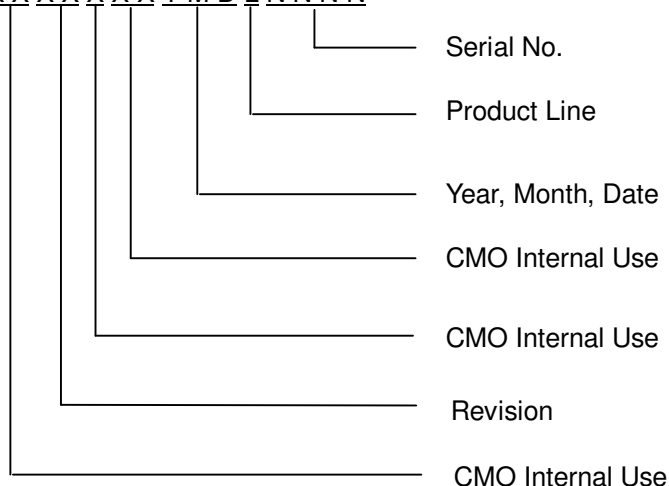 Serial No.
Product Line
Year, Month, Date
CMO Internal Use
CMO Internal Use
Revision
CMO Internal Use